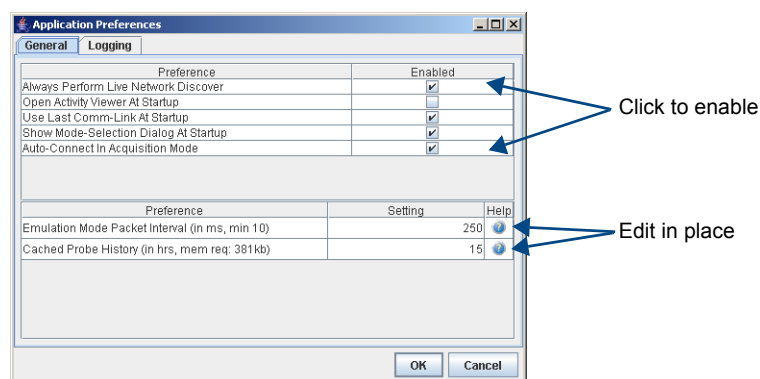 Application Preferences
General Logging
Preference Enabled
Always Perform Live Network Discover
Open Activity Viewer At Startup
Use Last Comm-Link At Startup
Show Mode-Selection Dialog At Startup
Auto-Connect In Acquisition Mode
Click to enable
Preference Setting Help
Emulation Mode Packet Interval (in ms, min 10) 250
Cached Probe History (in hrs, mem req: 381kb) 15
Edit in place
OK Cancel